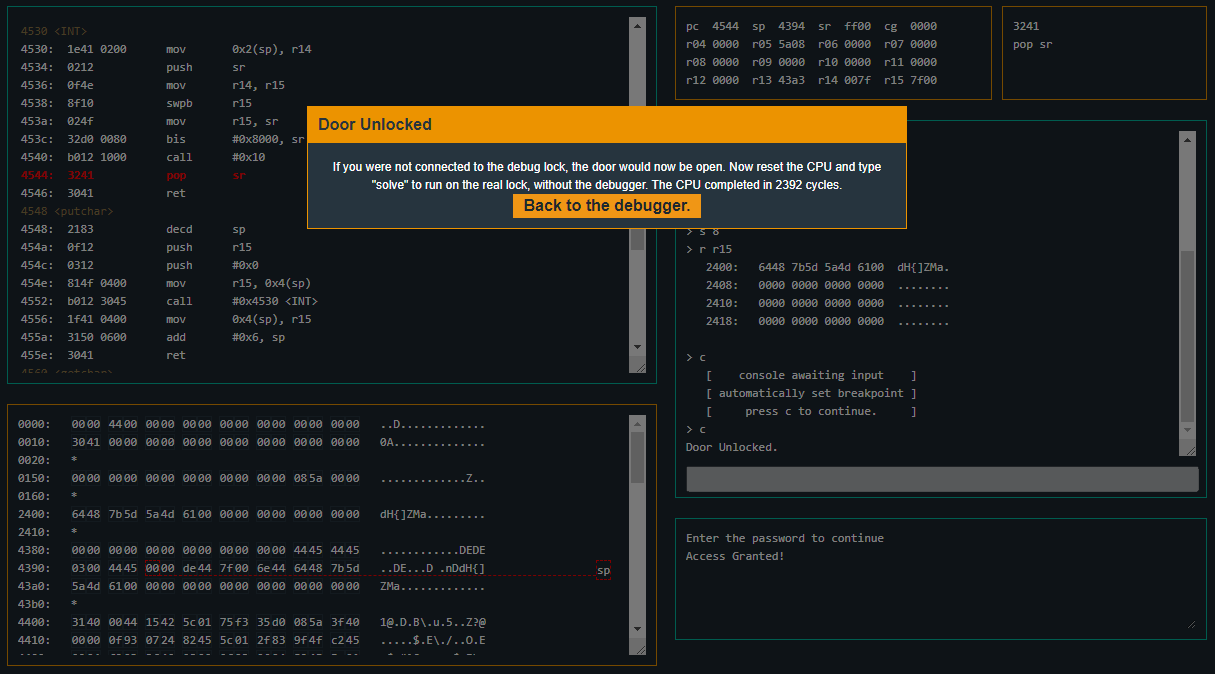 4530 <INT>
4530: 1e41 0200 mov 0x2(sp), r14
4534: 0212 push sr
4536: 0f4e mov r14, r15
4538: 8f10 swpb r15
453a: 024f mov r15, sr
453c: 32d0 0080 bis #0x8000, sr
4540: b012 1000 call #0x10
4544: 3241 pop sr
4546: 3041 ret
4548 <putchar>
4548: 2183 decd sp
454a: 0f12 push r15
454c: 0312 push #0x0
454e: 814f 0400 mov r15, 0x4(sp)
4552: b012 3045 call #0x4530 <INT>
4556: 1f41 0400 mov 0x4(sp), r15
455a: 3150 0600 add #0x6, sp
455e: 3041 ret
4560 <getchar>
pc 4544 sp 4394 sr ff00 cg 0000
r04 0000 r05 5a08 r06 0000 r07 0000
r08 0000 r09 0000 r10 0000 r11 0000
r12 0000 r13 43a3 r14 007f r15 7f00
3241
pop sr
Door Unlocked
If you were not connected to the debug lock, the door would now be open. Now reset the CPU and type
"solve" to run on the real lock, without the debugger. The CPU completed in 2392 cycles.
Back to the debugger.
> s 8
> r r15
2400: 6448 7b5d 5a4d 6100 dH{]ZMa.
2408: 0000 0000 0000 0000 ........
2410: 0000 0000 0000 0000 ........
2418: 0000 0000 0000 0000 ........
> c
[ console awaiting input ]
[ automatically set breakpoint ]
[ press c to continue. ]
> c
Door Unlocked.
0000: 0000 4400 0000 0000 0000 0000 0000 0000 ..D.............
0010: 3041 0000 0000 0000 0000 0000 0000 0000 0A..............
0020: *
0150: 0000 0000 0000 0000 0000 0000 085a 0000 .............Z..
0160: *
2400: 6448 7b5d 5a4d 6100 0000 0000 0000 0000 dH{]ZMa.........
2410: *
4380: 0000 0000 0000 0000 0000 0000 4445 4445 ............DEDE
4390: 0300 4445 0000 de44 7f00 6e44 6448 7b5d ..DE...D .nDdH{]
sp
43a0: 5a4d 6100 0000 0000 0000 0000 0000 0000 ZMa.............
43b0: *
4400: 3140 0044 1542 5c01 75f3 35d0 085a 3f40 1@.D.B\.u.5..Z?@
4410: 0000 0f93 0724 8245 5c01 2f83 9f4f c245 .....$.E\./..O.E
Enter the password to continue
Access Granted!